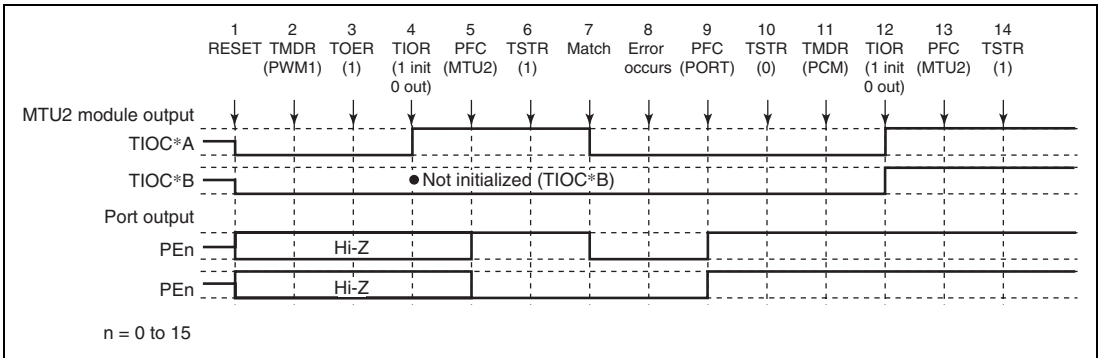 1 2 3 4 5 6 7 8 9 10 11 12 13 14
RESET TMDR TOER TIOR PFC TSTR Match Error PFC TSTR TMDR TIOR PFC TSTR
(PWM1) (1) (1 init (MTU2) (1) occurs (PORT) (0) (PCM) (1 init (MTU2) (1)
0 out) 0 out)
MTU2 module output
TIOC*A
TIOC*B ●Not initialized (TIOC*B)
Port output
PEn Hi-Z
PEn Hi-Z
n = 0 to 15